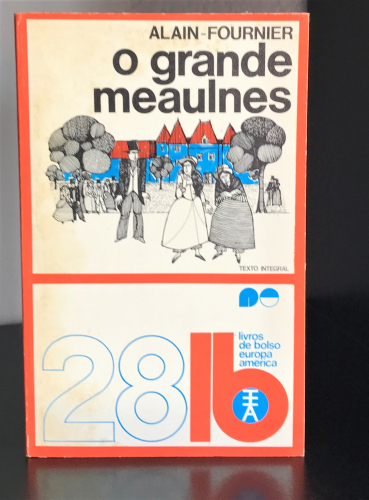 ALAIN-FOURNIER
o grande
meaulnes
TEXTO INTEGRAL
28 lb
livros
de bolso
europa
américa